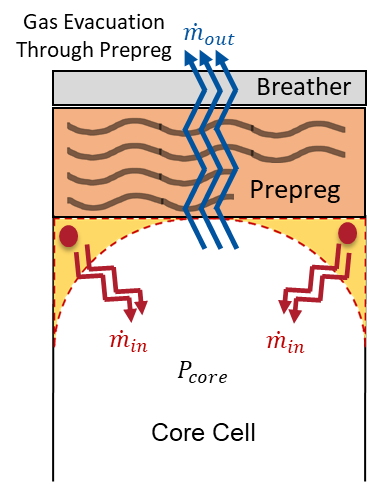 Gas Evacuation
Through Prepreg
ṁout
Breather
Prepreg
ṁin
ṁin
Pcore
Core Cell